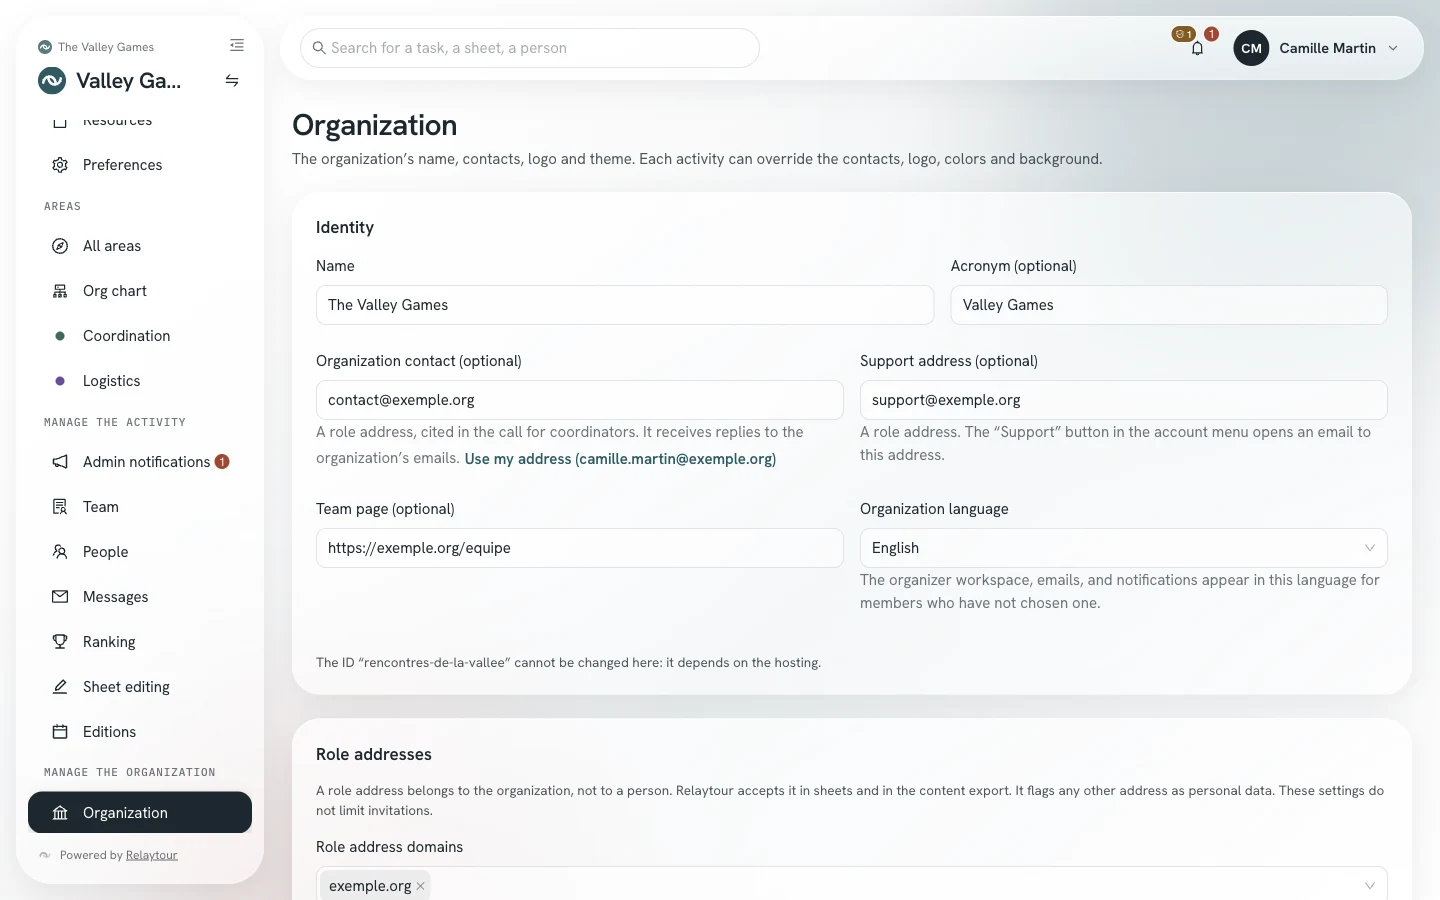 The Valley Games
Valley Ga...
Resources
Preferences
AREAS
All areas
Org chart
Coordination
Logistics
MANAGE THE ACTIVITY
Admin notifications 1
Team
People
Messages
Ranking
Sheet editing
Editions
MANAGE THE ORGANIZATION
Organization
Powered by Relaytour
Search for a task, a sheet, a person
1
1
CM
Camille Martin
Organization
The organization’s name, contacts, logo and theme. Each activity can override the contacts, logo, colors and background.
Identity
Name
The Valley Games
Acronym (optional)
Valley Games
Organization contact (optional)
contact@exemple.org
A role address, cited in the call for coordinators. It receives replies to the
organization’s emails. Use my address (camille.martin@exemple.org)
Support address (optional)
support@exemple.org
A role address. The “Support” button in the account menu opens an email to
this address.
Team page (optional)
https://exemple.org/equipe
Organization language
English
The organizer workspace, emails, and notifications appear in this language for
members who have not chosen one.
The ID “rencontres-de-la-vallee” cannot be changed here: it depends on the hosting.
Role addresses
A role address belongs to the organization, not to a person. Relaytour accepts it in sheets and in the content export. It flags any other address as personal data. These settings do
not limit invitations.
Role address domains
exemple.org